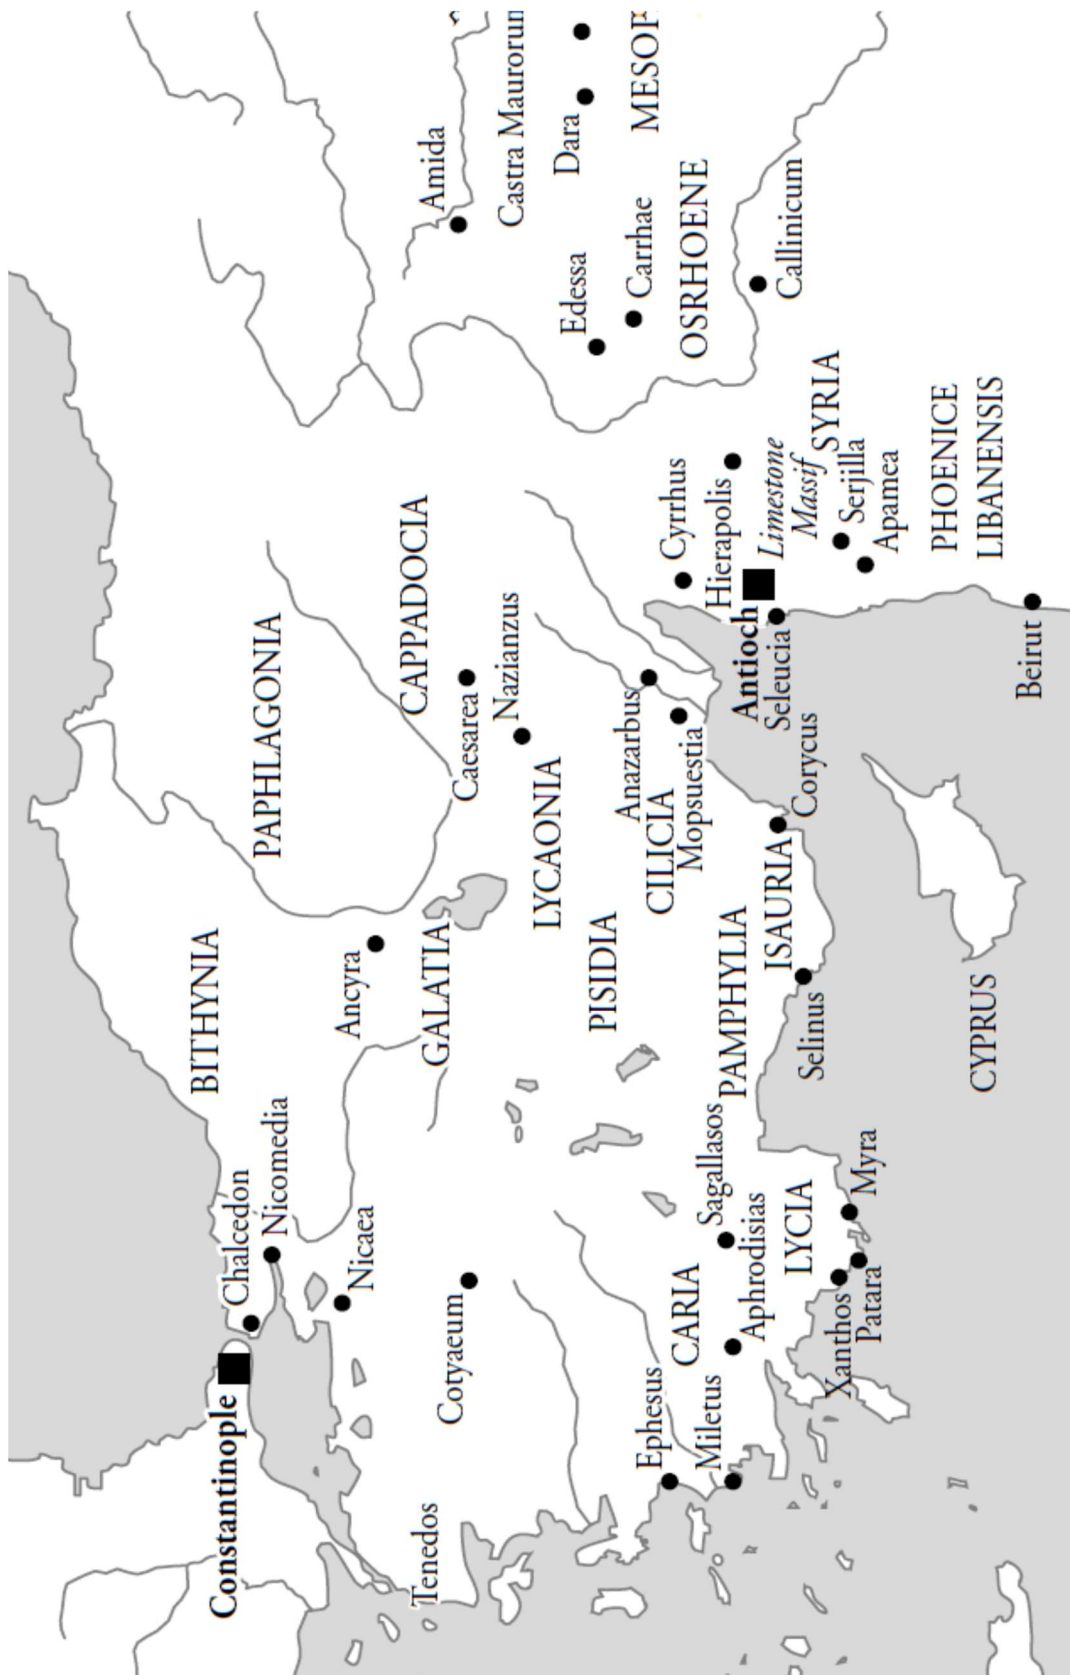 BITHYNIA
Constantinople
Chalcedon
PAPHLAGONIA
Nicomedia
Ancyra
Nicaea
CAPPADOCIA
Tenedos
Amida
GALATIA
Cotyaeum
Caesarea
Nazianzus
Castra Maurorum
LYCAONIA
Dara
Edessa
PISIDIA
Anazarbus
Carrhae
MESOP
Ephesus
CILICIA
Cyrrhus
CARIA
Mopsuestia
OSRHOENE
Miletus
Sagallasos
Hierapolis
PAMPHYLIA
Antioch
Aphrodisias
Limestone
Massif
ISAURIA
Seleucia
Callinicum
LYCIA
Corycus
Selinus
SYRIA
Xanthos
Serjilla
Myra
Patara
Apamea
PHOENICE
LIBANENSIS
CYPRUS
Beirut